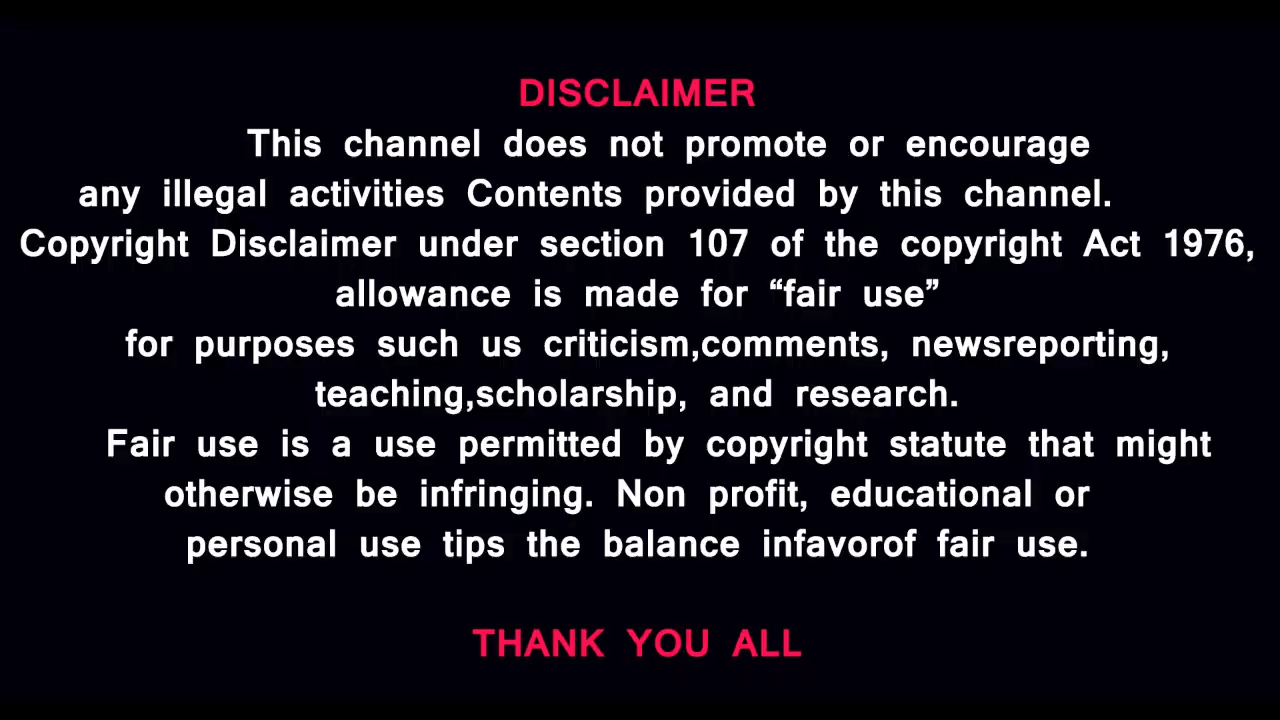 DISCLAIMER
This channel does not promote or encourage
any illegal activities Contents provided by this channel.
Copyright Disclaimer under section 107 of the copyright Act 1976,
allowance is made for “fair use”
for purposes such us criticism,comments, newsreporting,
teaching,scholarship, and research.
Fair use is a use permitted by copyright statute that might
otherwise be infringing. Non profit, educational or
personal use tips the balance infavorof fair use.
THANK YOU ALL